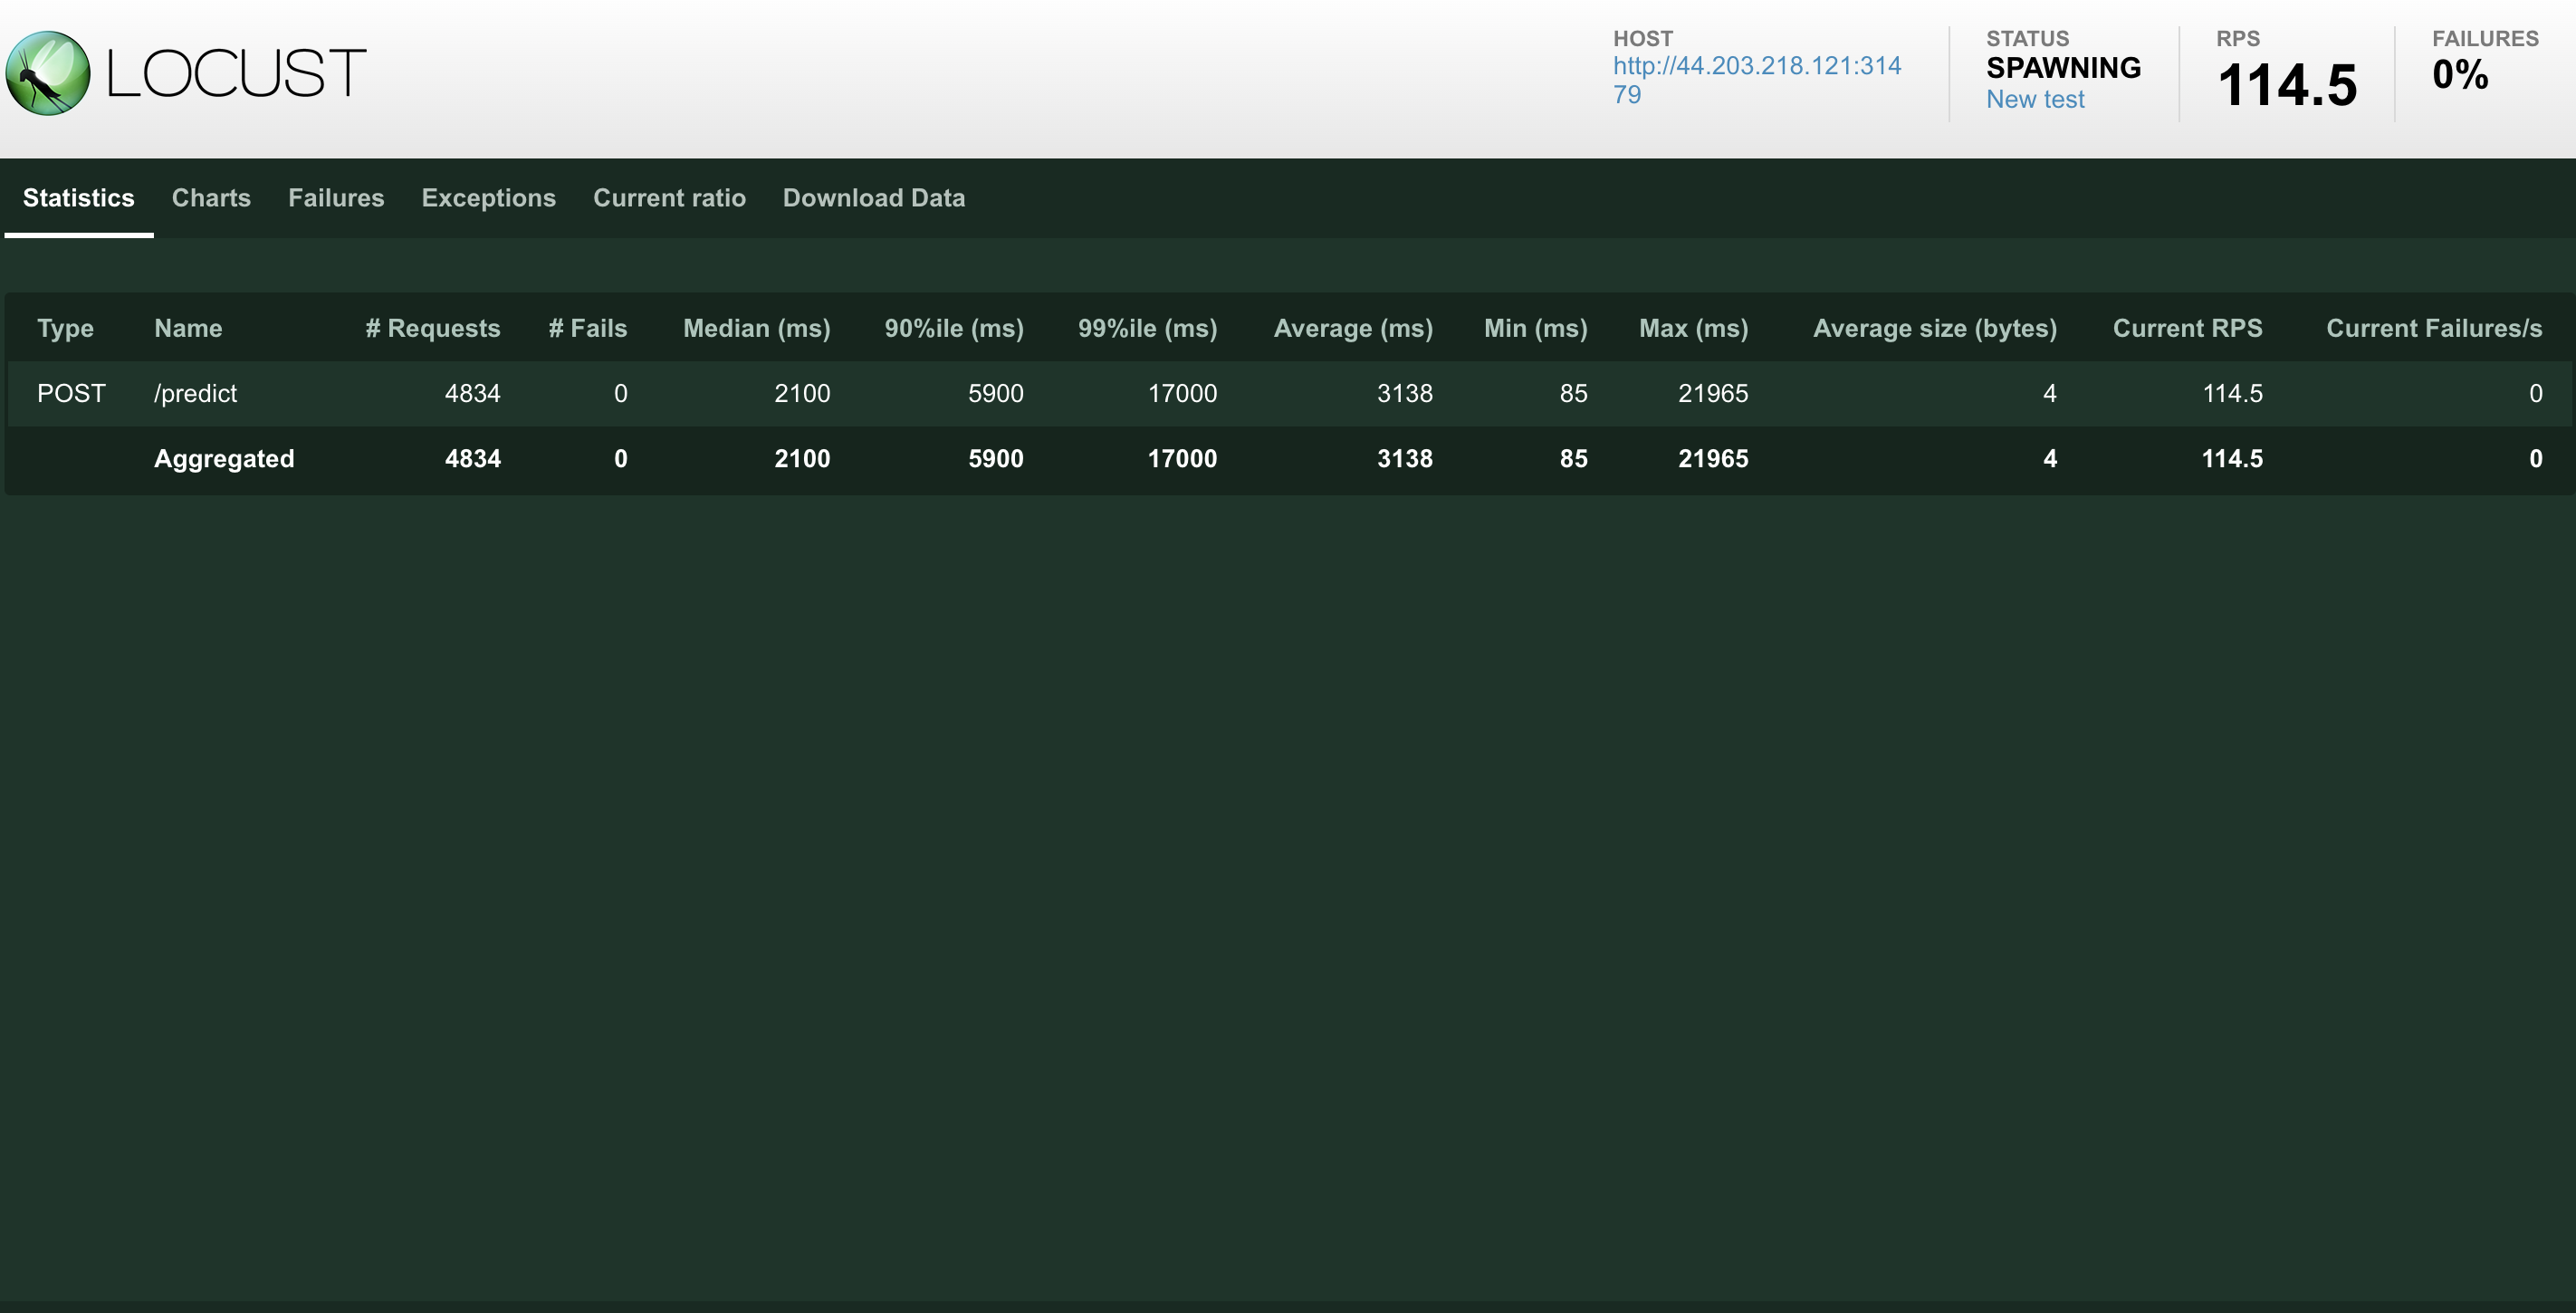 LOCUST
HOST
http://44.203.218.121:314
79
STATUS
SPAWNING
New test
RPS
114.5
FAILURES
0%
Statistics Charts Failures Exceptions Current ratio Download Data
Type Name # Requests # Fails Median (ms) 90%ile (ms) 99%ile (ms) Average (ms) Min (ms) Max (ms) Average size (bytes) Current RPS Current Failures/s
POST /predict 4834 0 2100 5900 17000 3138 85 21965 4 114.5 0
Aggregated 4834 0 2100 5900 17000 3138 85 21965 4 114.5 0